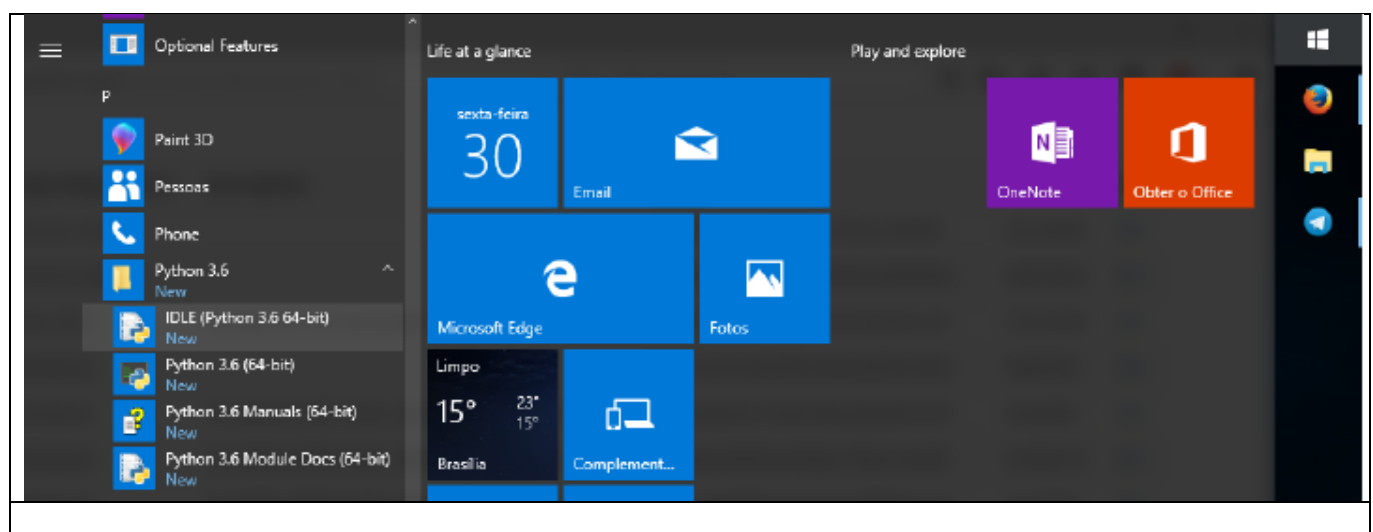 Optional Features
P
Paint 3D
Pessoas
Phone
Python 3.6
New
IDLE (Python 3.6 64-bit)
New
Python 3.6 (64-bit)
New
Python 3.6 Manuals (64-bit)
New
Python 3.6 Module Docs (64-bit)
New
Life at a glance
sexta-feira
30
Email
Microsoft Edge
Fotos
Limpo
15°
23°
15°
Brasília
Complement...
Play and explore
N
OneNote
Obter o Office